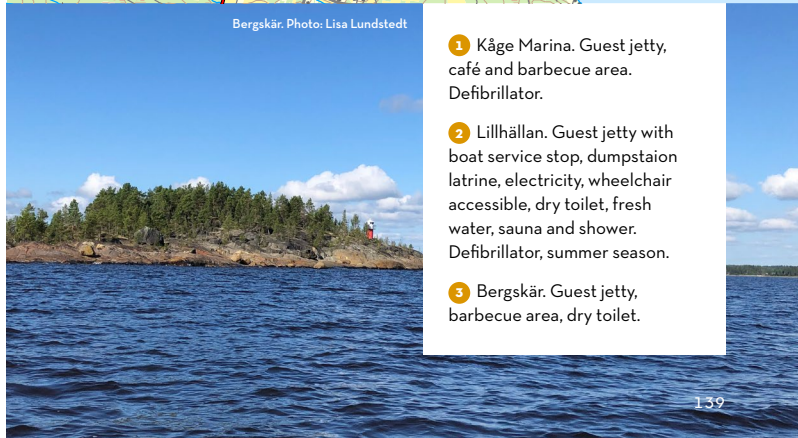 Bergskär. Photo: Lisa Lundstedt
1 Kåge Marina. Guest jetty,
café and barbecue area.
Defibrillator.
2 Lillhällan. Guest jetty with
boat service stop, dumpstaion
latrine, electricity, wheelchair
accessible, dry toilet, fresh
water, sauna and shower.
Defibrillator, summer season.
3 Bergskär. Guest jetty,
barbecue area, dry toilet.
139